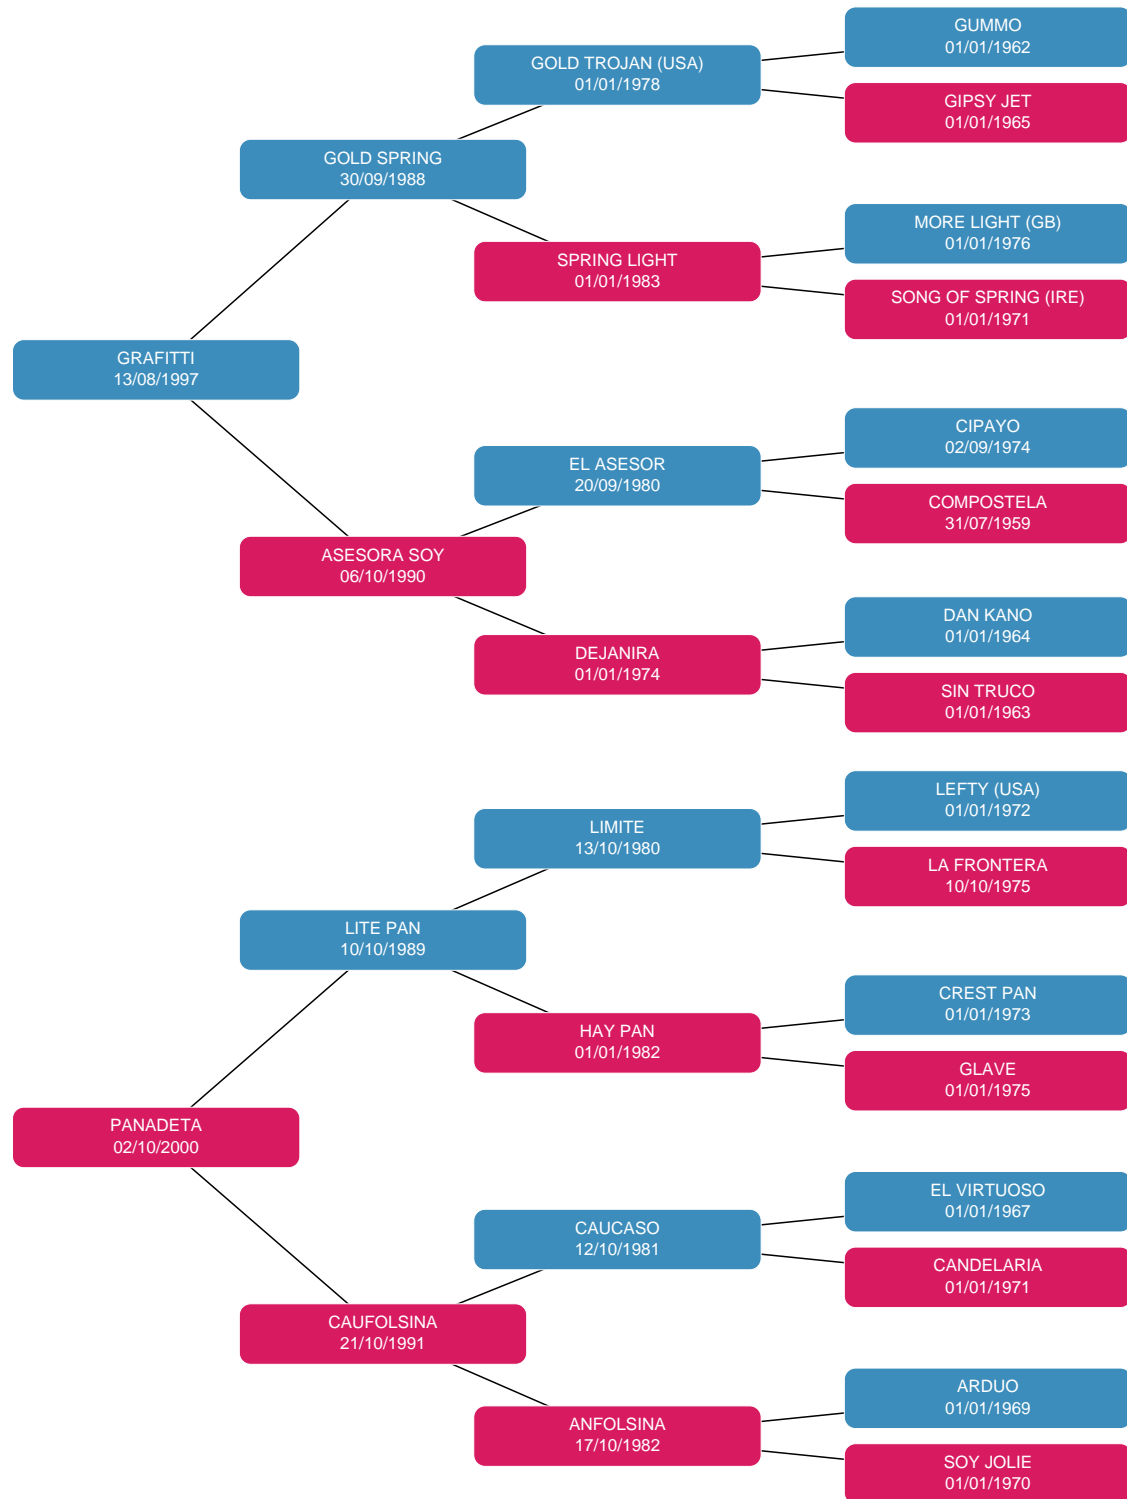 GUMMO
01/01/1962
GOLD TROJAN (USA)
01/01/1978
GIPSY JET
01/01/1965
GOLD SPRING
30/09/1988
MORE LIGHT (GB)
01/01/1976
SPRING LIGHT
01/01/1983
SONG OF SPRING (IRE)
01/01/1971
GRAFITTI
13/08/1997
CIPAYO
02/09/1974
EL ASESOR
20/09/1980
COMPOSTELA
31/07/1959
ASESORA SOY
06/10/1990
DAN KANO
01/01/1964
DEJANIRA
01/01/1974
SIN TRUCO
01/01/1963
LEFTY (USA)
01/01/1972
LIMITE
13/10/1980
LA FRONTERA
10/10/1975
LITE PAN
10/10/1989
CREST PAN
01/01/1973
HAY PAN
01/01/1982
GLAVE
01/01/1975
PANADETA
02/10/2000
EL VIRTUOSO
01/01/1967
CAUCASO
12/10/1981
CANDELARIA
01/01/1971
CAUFOLSINA
21/10/1991
ARDUO
01/01/1969
ANFOLSINA
17/10/1982
SOY JOLIE
01/01/1970